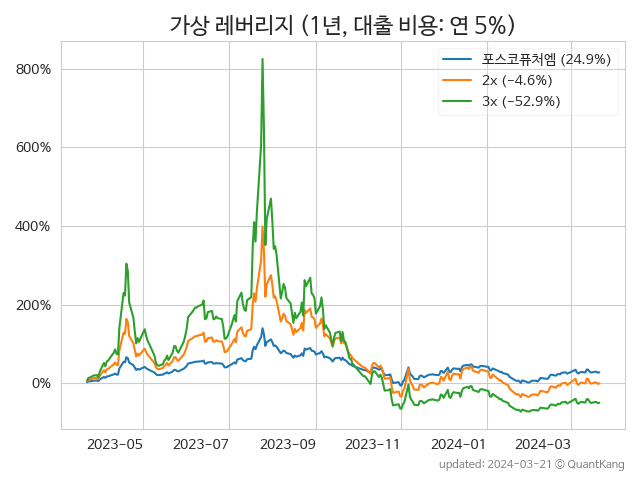 가상 레버리지 (1년, 대출 비용: 연 5%)
포스코퓨처엠 (24.9%)
2x (−4.6%)
3x (−52.9%)
800%
600%
400%
200%
0%
2023−05 2023−07 2023−09 2023−11 2024−01 2024−03
updated: 2024−03−21 © QuantKang